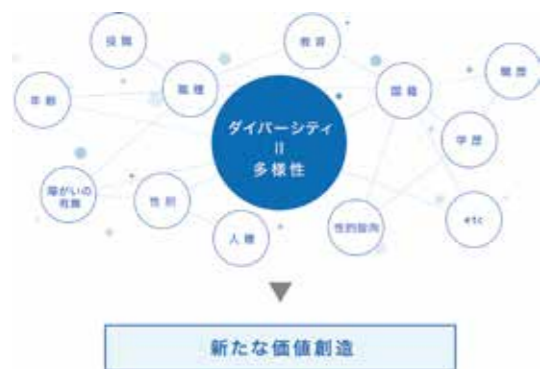 役職
教育
職種
国籍
職歴
年齢
ダイバーシティ
＝
多様性
学歴
障がいの
有無
性別
人種
性的指向
etc
新たな価値創造